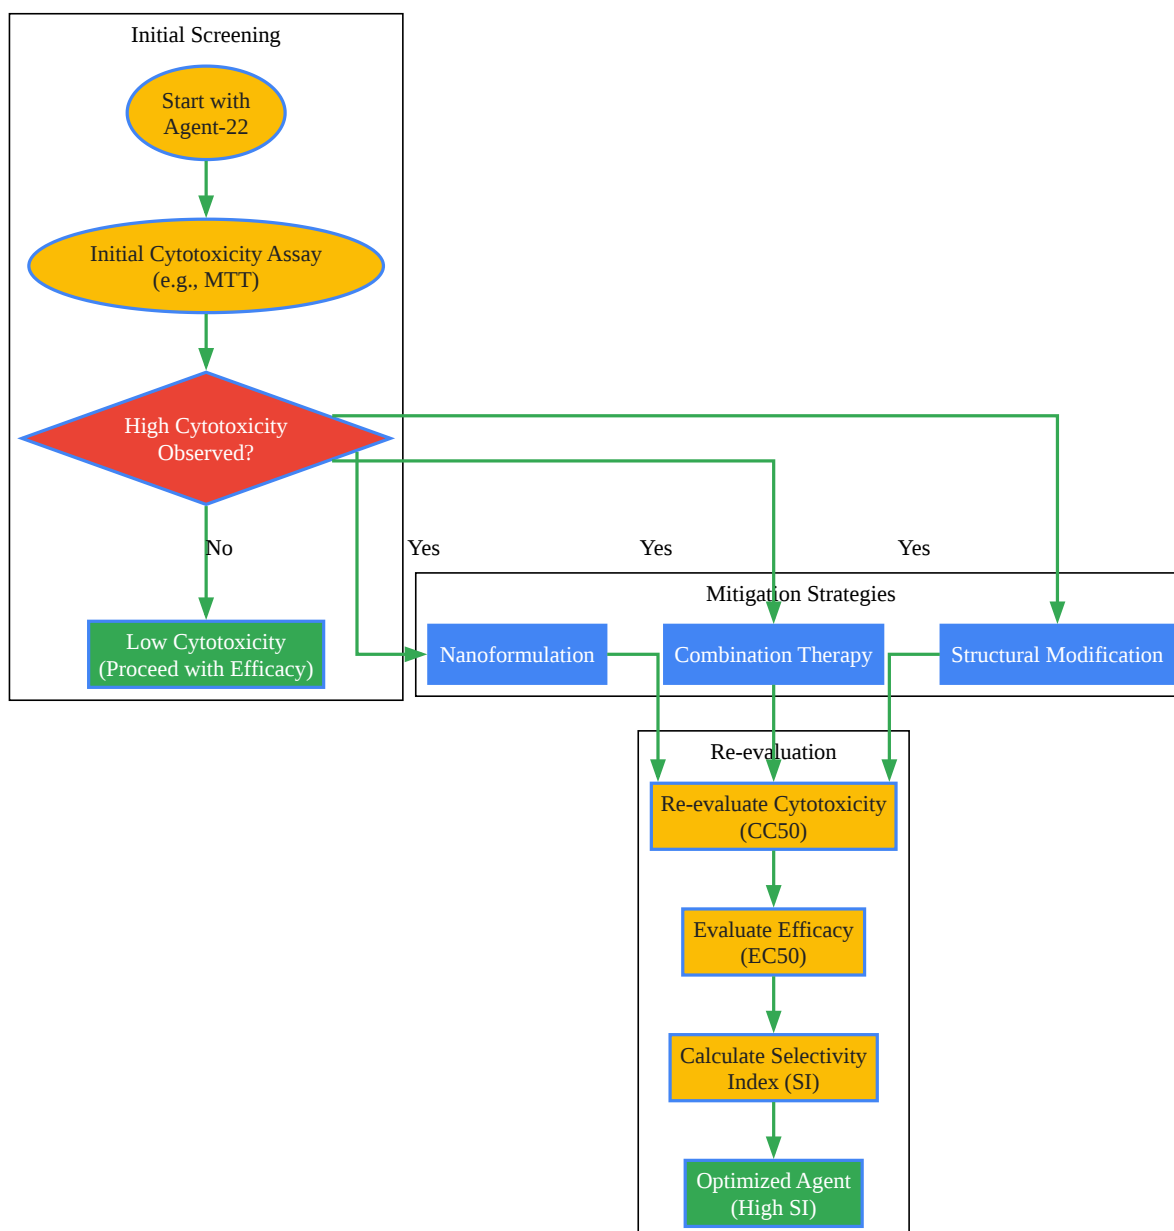 Initial Screening
Start with
Agent-22
Initial Cytotoxicity Assay
(e.g., MTT)
High Cytotoxicity
Observed?
No
Yes
Yes
Yes
Low Cytotoxicity
(Proceed with Efficacy)
Mitigation Strategies
Nanoformulation
Combination Therapy
Structural Modification
Re-evaluation
Re-evaluate Cytotoxicity
(CC50)
Evaluate Efficacy
(EC50)
Calculate Selectivity
Index (SI)
Optimized Agent
(High SI)